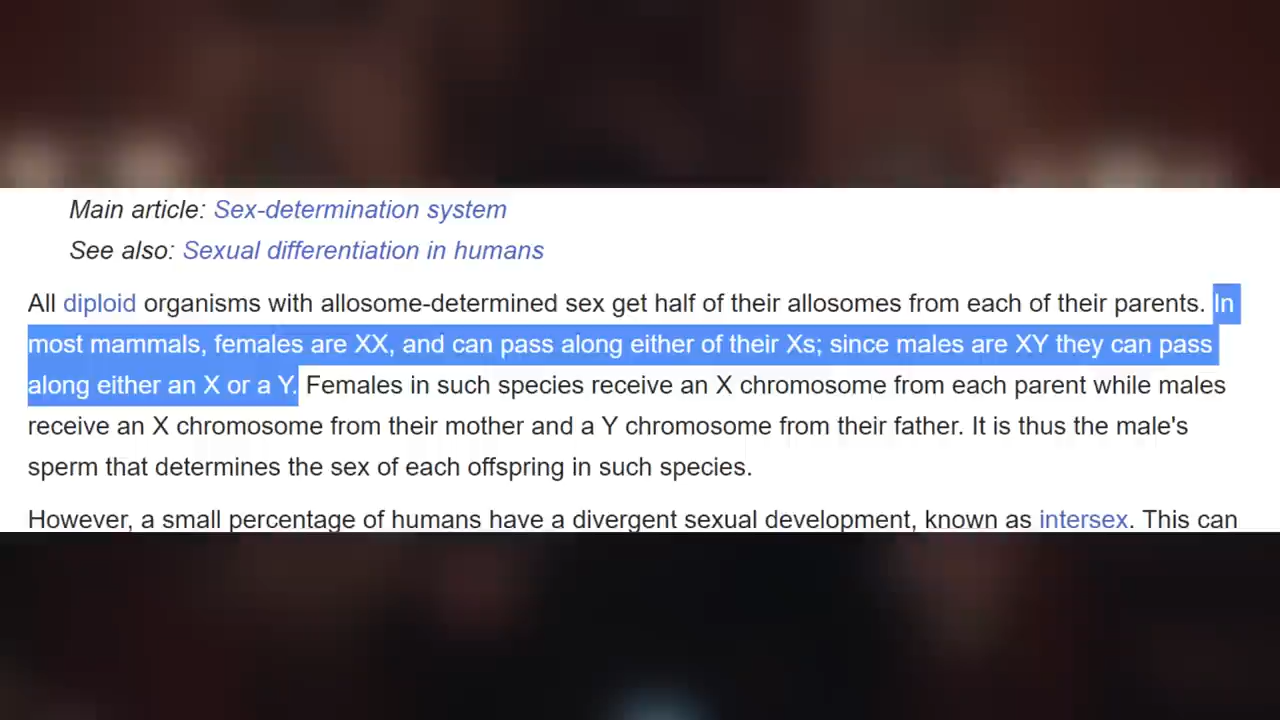 Main article: Sex-determination system
See also: Sexual differentiation in humans
All diploid organisms with allosome-determined sex get half of their allosomes from each of their parents. In
most mammals, females are XX, and can pass along either of their Xs; since males are XY they can pass
along either an X or a Y. Females in such species receive an X chromosome from each parent while males
receive an X chromosome from their mother and a Y chromosome from their father. It is thus the male's
sperm that determines the sex of each offspring in such species.
However, a small percentage of humans have a divergent sexual development, known as intersex. This can